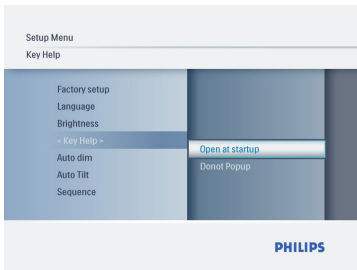 Setup Menu
Key Help
Factory setup
Language
Brightness
< Key Help >
Auto dim
Auto Tilt
Sequence
Open at startup
Donot Popup
PHILIPS